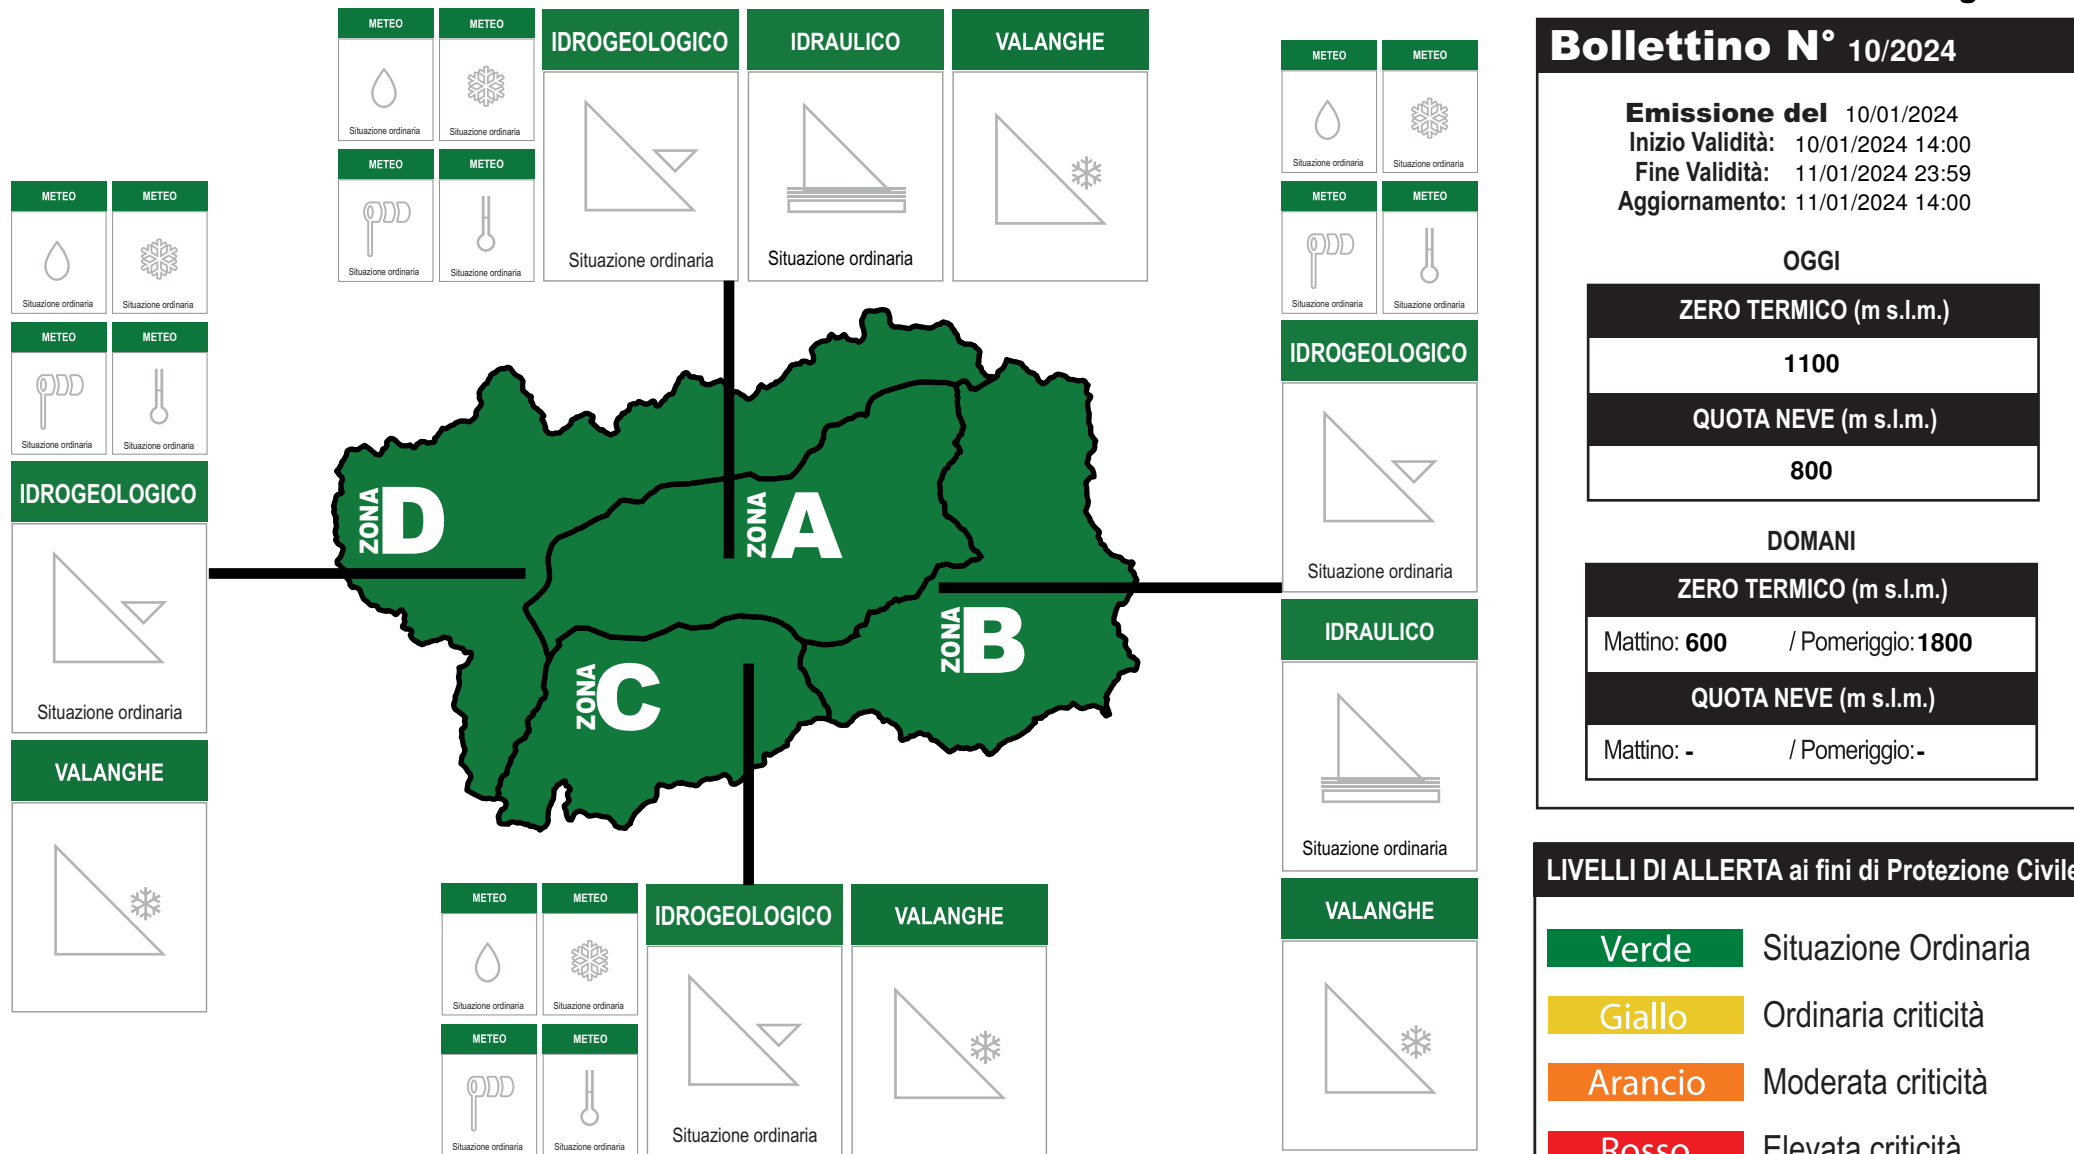 METEO METEO
Situazione ordinaria Situazione ordinaria
METEO METEO
Situazione ordinaria Situazione ordinaria
IDROGEOLOGICO
Situazione ordinaria
IDRAULICO
Situazione ordinaria
VALANGHE
METEO METEO
Situazione ordinaria Situazione ordinaria
METEO METEO
Situazione ordinaria Situazione ordinaria
IDROGEOLOGICO
Situazione ordinaria
VALANGHE
ZONA D
ZONA A
ZONA B
ZONA C
METEO METEO
Situazione ordinaria Situazione ordinaria
METEO METEO
Situazione ordinaria Situazione ordinaria
IDROGEOLOGICO
Situazione ordinaria
IDRAULICO
Situazione ordinaria
VALANGHE
METEO METEO
Situazione ordinaria Situazione ordinaria
METEO METEO
Situazione ordinaria Situazione ordinaria
IDROGEOLOGICO
Situazione ordinaria
VALANGHE
Bollettino N° 10/2024
Emissione del 10/01/2024
Inizio Validità: 10/01/2024 14:00
Fine Validità: 11/01/2024 23:59
Aggiornamento: 11/01/2024 14:00
OGGI
ZERO TERMICO (m s.l.m.)
1100
QUOTA NEVE (m s.l.m.)
800
DOMANI
ZERO TERMICO (m s.l.m.)
Mattino: 600 / Pomeriggio: 1800
QUOTA NEVE (m s.l.m.)
Mattino: - / Pomeriggio: -
LIVELLI DI ALLERTA ai fini di Protezione Civile
Verde Situazione Ordinaria
Giallo Ordinaria criticità
Arancio Moderata criticità
Rosso Elevata criticità